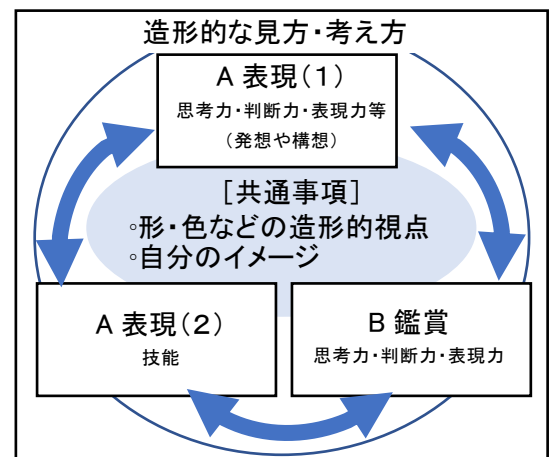 造形的な見方・考え方
A 表現(1)
思考力・判断力・表現力等
(発想や構想)
[共通事項]
◦形・色などの造形的視点
◦自分のイメージ
A 表現(2)
技能
B 鑑賞
思考力・判断力・表現力